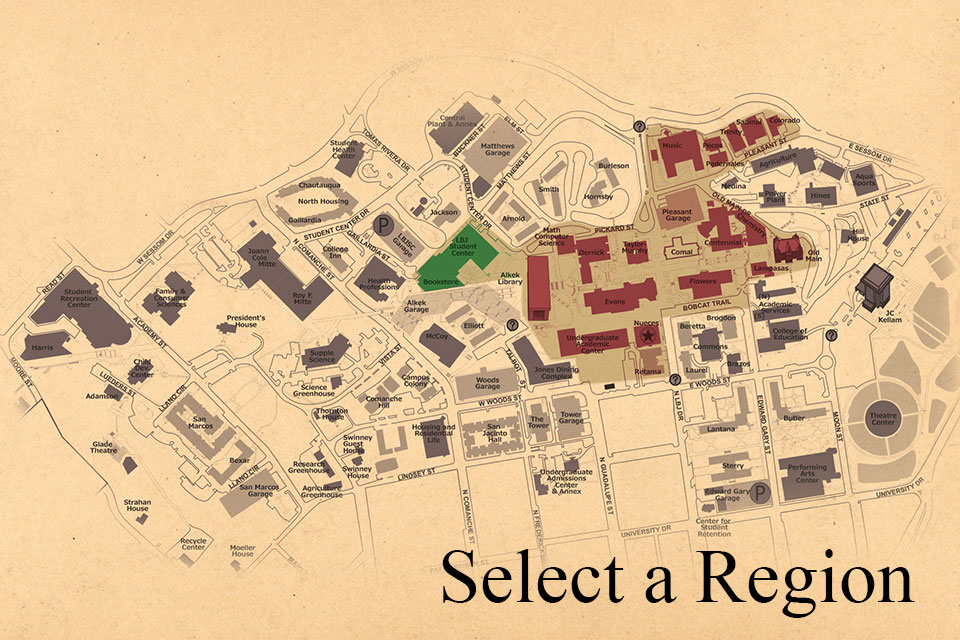 W SESSOM DR
Central
Plant & Annex
ELM ST
BUCKNER ST
Matthews
Garage
MATTHEWS ST
TOMAS RIVERA DR
Student
Health
Center
STUDENT CENTER DR
Burleson
Smith
Hornsby
?
Music
Pecos
Trinity
Sabinal
Colorado
Pedernales
PLEASANT ST
E SESSOM DR
Agriculture
Aqua
Sports
Medina
Power
Plant
Hines
STATE ST
Chautauqua
North Housing
Gaillardia
STUDENT CENTER DR
P
Jackson
Arnold
LBJSC
Garage
GAILLARDIA ST
College
Inn
N COMANCHE ST
Health
Professions
LBJ
Student
Center
Bookstore
Math
Computer
Science
PICKARD ST
Pleasant
Garage
OLD MAIN DR
Chemistry
Centennial
Derrick
Taylor-
Murphy
Comal
Old
Main
Lampasas
Hill
House
JC
Kellam
Alkek
Library
Evans
Flowers
BOBCAT TRAIL
W SESSOM DR
Joann
Cole
Mitte
Roy F.
Mitte
READ ST
Student
Recreation
Center
Harris
Family &
Consumer
Sciences
ACADEMY ST
President's
House
Alkek
Garage
Elliott
?
McCoy
(N)
Academic
Services
(S)
Brogdon
Beretta
Commons
College of
Education
?
Nueces
Undergraduate
Academic
Center
Retama
Laurel
Brazos
?
E WOODS ST
MOORE ST
LUEDERS ST
Child
Dev
Center
Adamson
LLANO CIR
Supple
Science
VISTA ST
Science
Greenhouse
Campus
Colony
Comanche
Hill
Woods
Garage
TALBOT ST
Jones Dining
Complex
W WOODS ST
San
Marcos
Thornton
House
Swinney
Guest
House
Housing and
Residential
Life
San
Jacinto
Hall
The
Tower
Tower
Garage
N LBJ DR
Lantana
EDWARD GARY ST
Butler
MOON ST
Theatre
Center
Glade
Theatre
Bexar
LLANO CIR
San Marcos
Garage
Research
Greenhouse
Swinney
House
Agriculture
Greenhouse
LINDSEY ST
Undergraduate
Admissions
Center
& Annex
Sterry
Edward Gary
Garage
P
Performing
Arts
Center
UNIVERSITY DR
Strahan
House
N COMANCHE ST
N GUADALUPE ST
UNIVERSITY DR
Center for
Student
Retention
Recycle
Center
Moeller
House
Select a Region